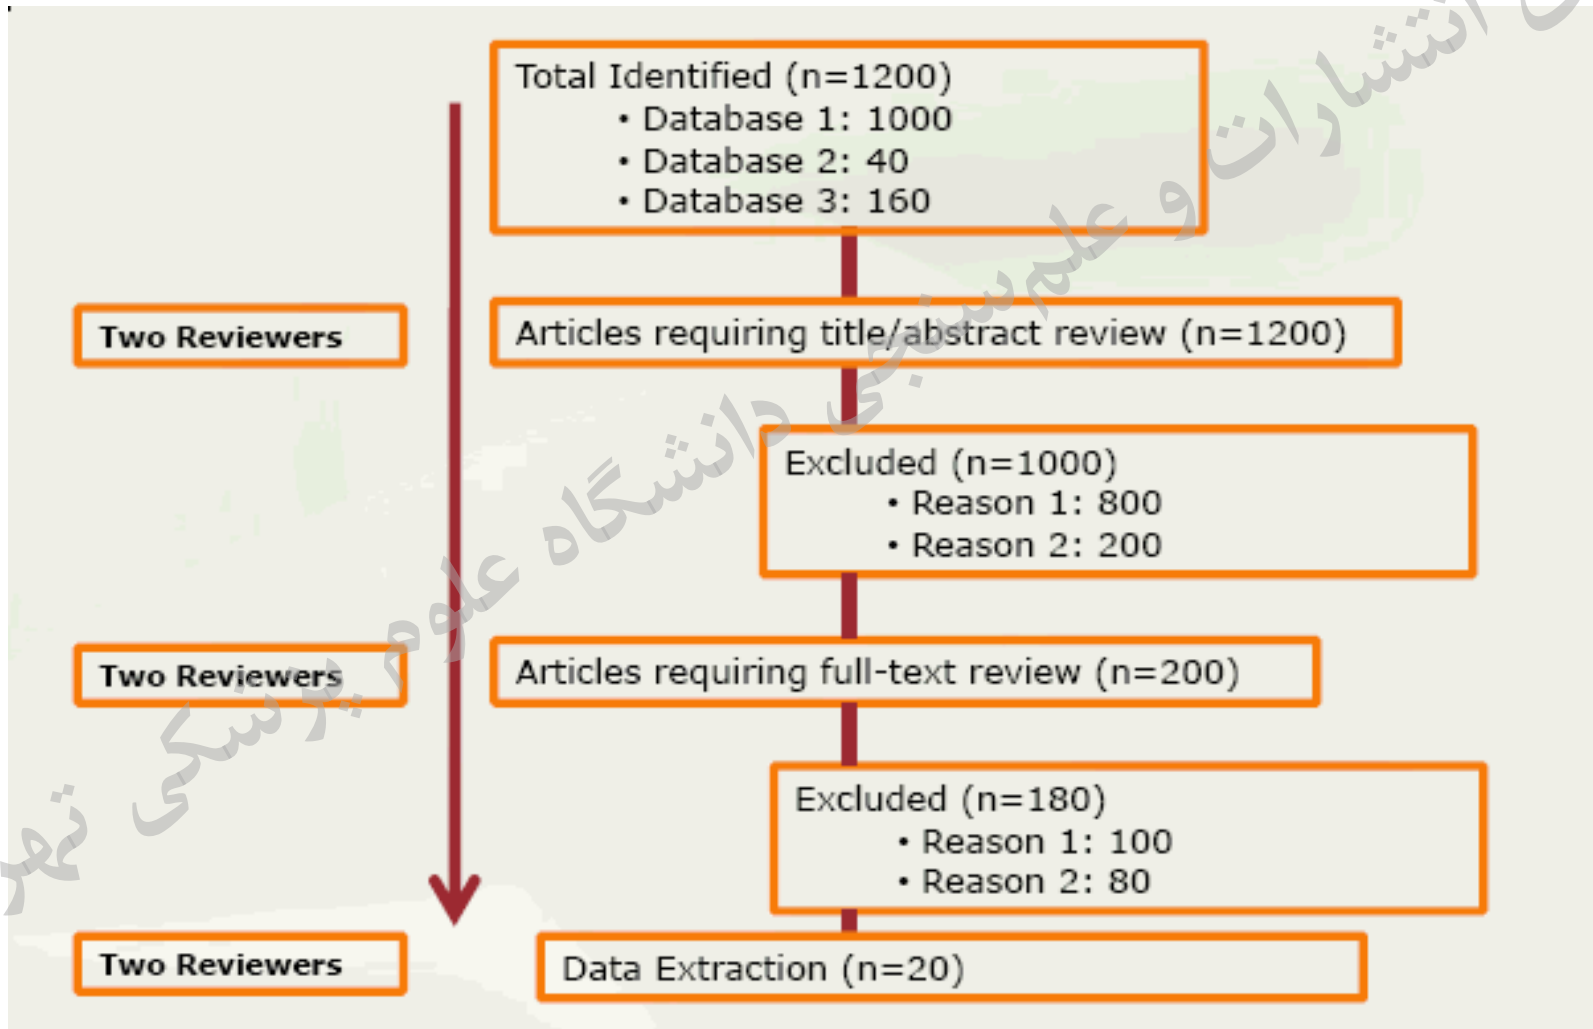 Total Identified (n=1200)
• Database 1: 1000
• Database 2: 40
• Database 3: 160
Two Reviewers
Articles requiring title/abstract review (n=1200)
Excluded (n=1000)
• Reason 1: 800
• Reason 2: 200
Two Reviewers
Articles requiring full-text review (n=200)
Excluded (n=180)
• Reason 1: 100
• Reason 2: 80
Two Reviewers
Data Extraction (n=20)
انتشارات و علم‌سنجی دانشگاه علوم پزشکی